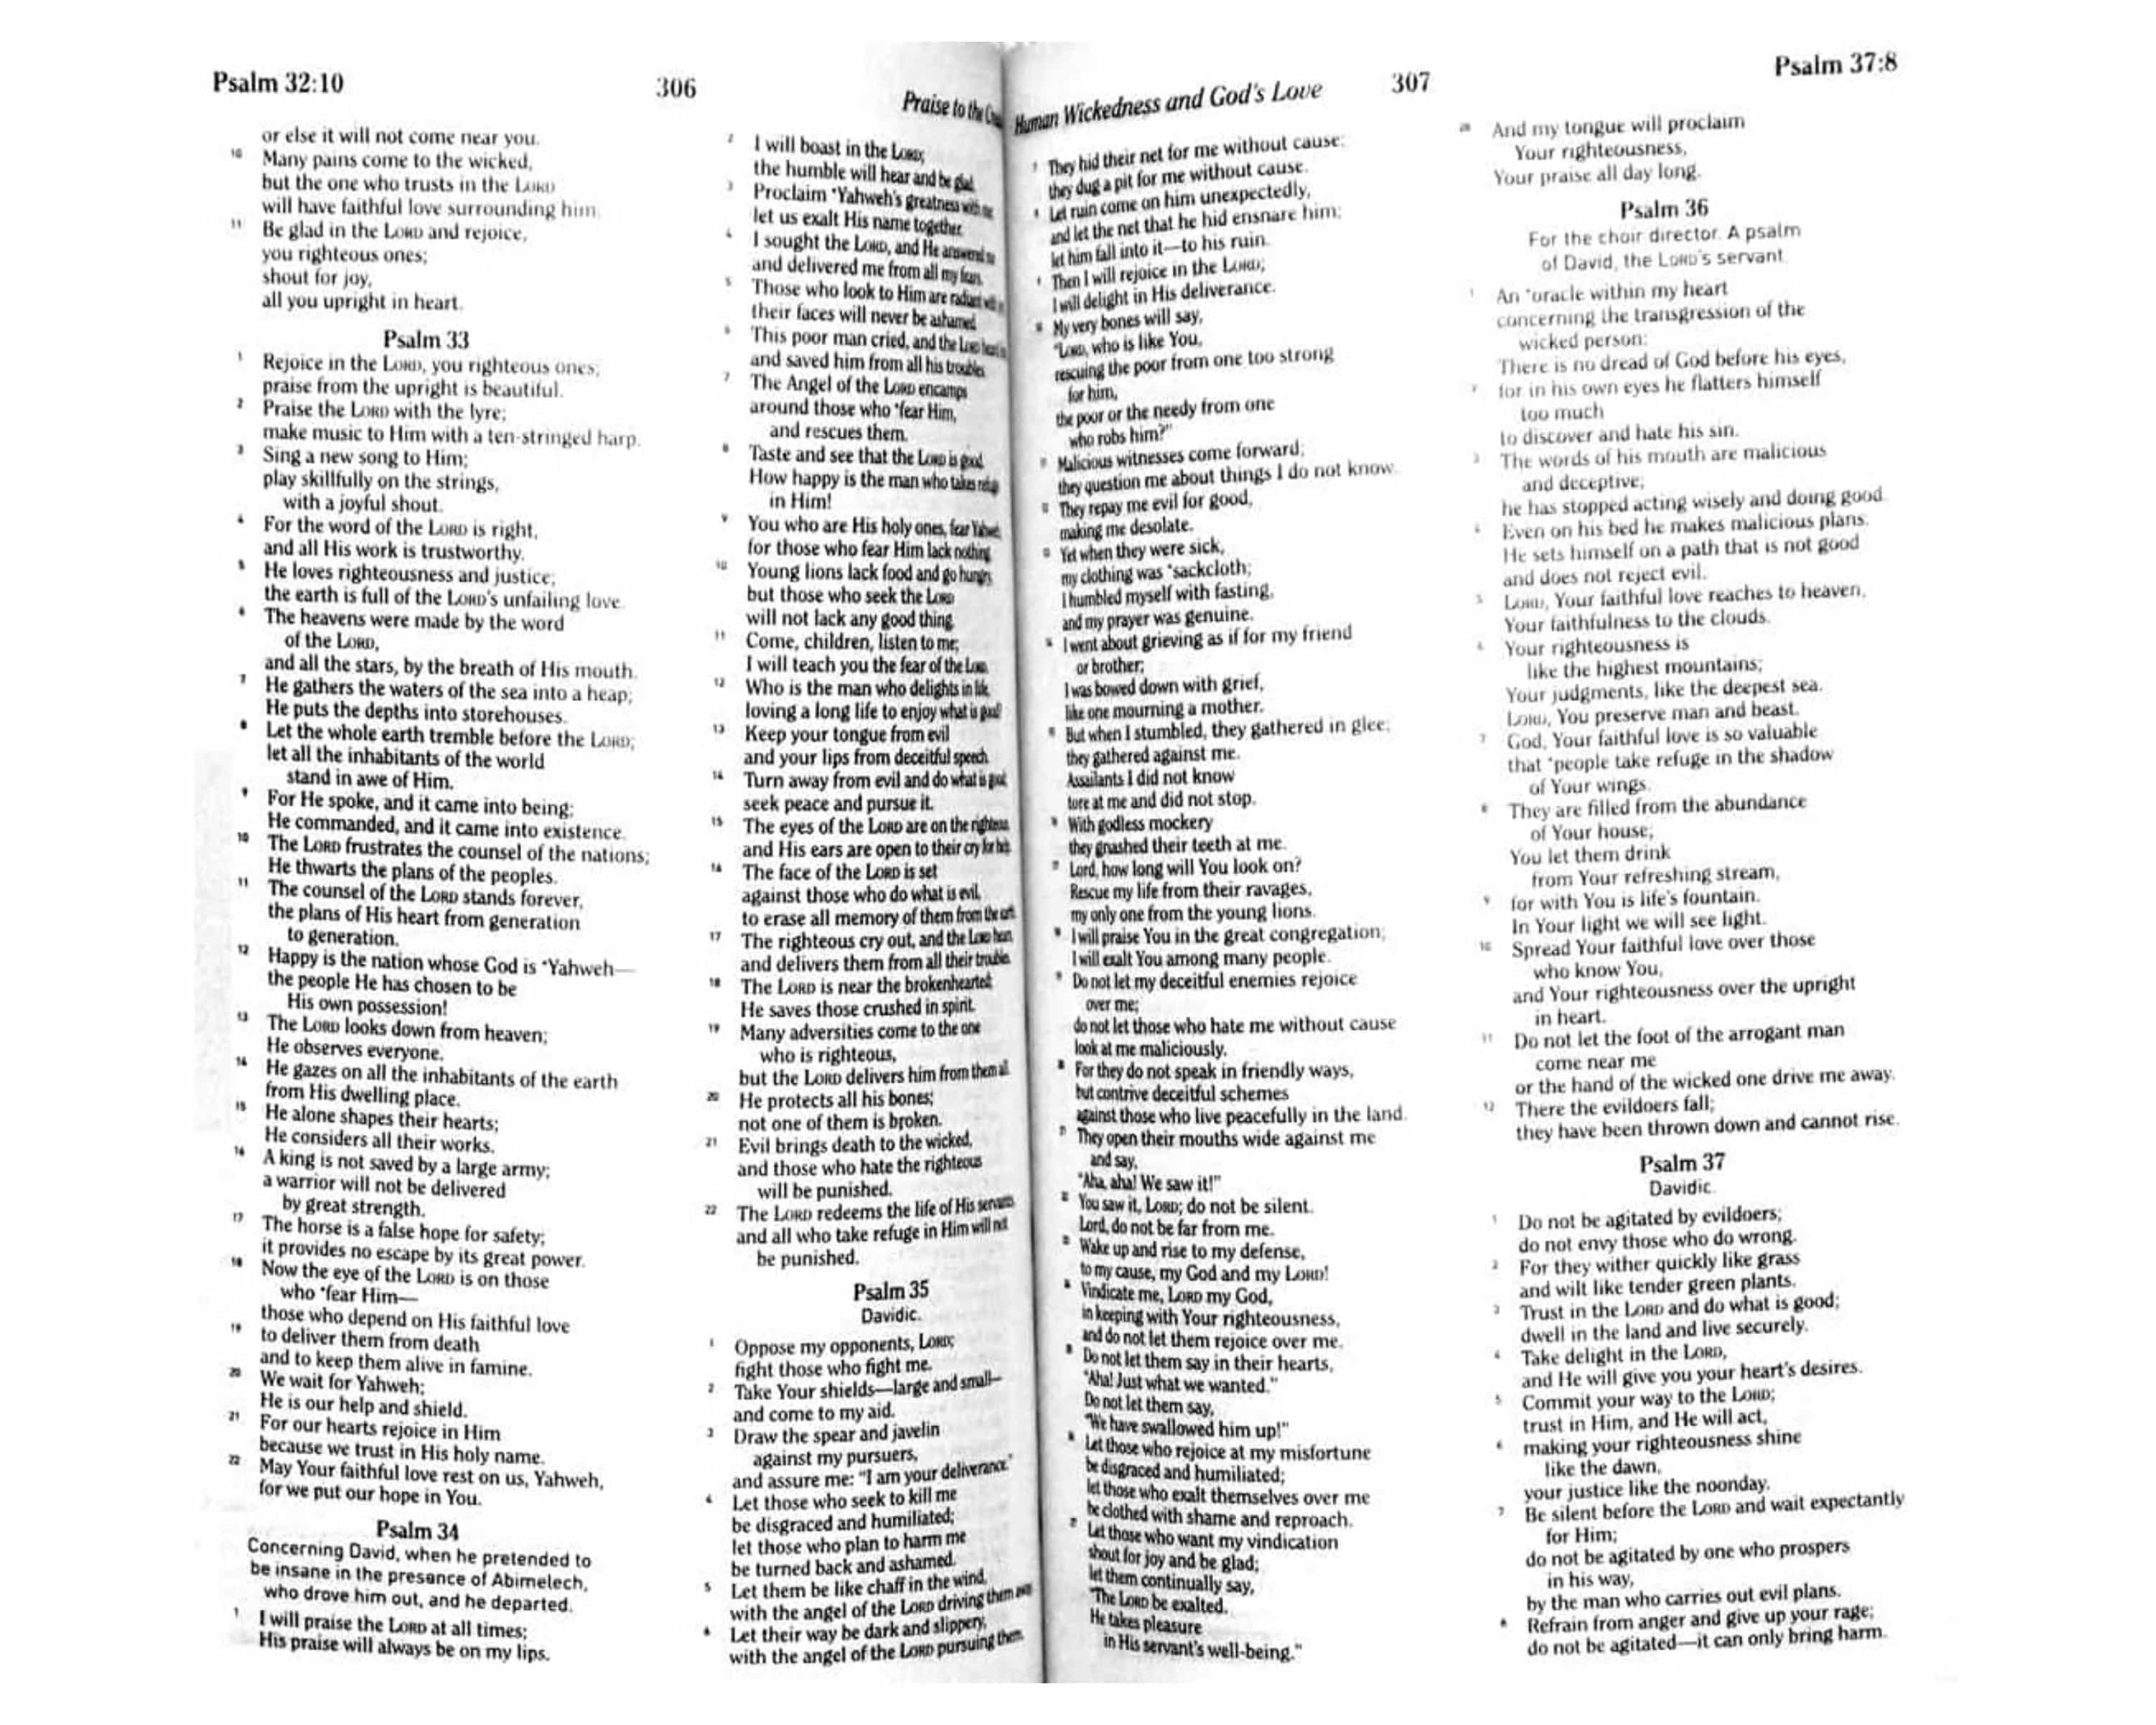 Psalm 32:10
306
Praise to the
or else it will not come near you.
10 Many pains come to the wicked,
but the one who trusts in the LORD
will have faithful love surrounding him.
11 Be glad in the LORD and rejoice,
you righteous ones;
shout for joy,
all you upright in heart.
Psalm 33
1 Rejoice in the LORD, you righteous ones;
praise from the upright is beautiful.
2 Praise the LORD with the lyre;
make music to Him with a ten-stringed harp.
3 Sing a new song to Him;
play skillfully on the strings,
with a joyful shout.
4 For the word of the LORD is right,
and all His work is trustworthy.
5 He loves righteousness and justice;
the earth is full of the LORD's unfailing love.
6 The heavens were made by the word
of the LORD,
and all the stars, by the breath of His mouth.
7 He gathers the waters of the sea into a heap;
He puts the depths into storehouses.
8 Let the whole earth tremble before the LORD;
let all the inhabitants of the world
stand in awe of Him.
9 For He spoke, and it came into being;
He commanded, and it came into existence.
10 The LORD frustrates the counsel of the nations;
He thwarts the plans of the peoples.
11 The counsel of the LORD stands forever,
the plans of His heart from generation
to generation.
12 Happy is the nation whose God is •Yahweh—
the people He has chosen to be
His own possession!
13 The LORD looks down from heaven;
He observes everyone.
14 He gazes on all the inhabitants of the earth
from His dwelling place.
15 He alone shapes their hearts;
He considers all their works.
16 A king is not saved by a large army;
a warrior will not be delivered
by great strength.
17 The horse is a false hope for safety;
it provides no escape by its great power.
18 Now the eye of the LORD is on those
who •fear Him—
those who depend on His faithful love
19 to deliver them from death
and to keep them alive in famine.
20 We wait for Yahweh;
He is our help and shield.
21 For our hearts rejoice in Him
because we trust in His holy name.
22 May Your faithful love rest on us, Yahweh,
for we put our hope in You.
Psalm 34
Concerning David, when he pretended to
be insane in the presence of Abimelech,
who drove him out, and he departed.
1 I will praise the LORD at all times;
His praise will always be on my lips.
2 I will boast in the LORD;
the humble will hear and be glad.
3 Proclaim •Yahweh's greatness with me;
let us exalt His name together.
4 I sought the LORD, and He answered me
and delivered me from all my fears.
5 Those who look to Him are radiant with
their faces will never be ashamed.
6 This poor man cried, and the LORD heard
and saved him from all his troubles.
7 The Angel of the LORD encamps
around those who •fear Him,
and rescues them.
8 Taste and see that the LORD is good.
How happy is the man who takes refuge
in Him!
9 You who are His holy ones, fear Yahweh,
for those who fear Him lack nothing.
10 Young lions lack food and go hungry,
but those who seek the LORD
will not lack any good thing.
11 Come, children, listen to me;
I will teach you the fear of the LORD.
12 Who is the man who delights in life,
loving a long life to enjoy what is good?
13 Keep your tongue from evil
and your lips from deceitful speech.
14 Turn away from evil and do what is good;
seek peace and pursue it.
15 The eyes of the LORD are on the righteous,
and His ears are open to their cry for help.
16 The face of the LORD is set
against those who do what is evil,
to erase all memory of them from the earth.
17 The righteous cry out, and the LORD hears,
and delivers them from all their troubles.
18 The LORD is near the brokenhearted;
He saves those crushed in spirit.
19 Many adversities come to the one
who is righteous,
but the LORD delivers him from them all.
20 He protects all his bones;
not one of them is broken.
21 Evil brings death to the wicked,
and those who hate the righteous
will be punished.
22 The LORD redeems the life of His servants,
and all who take refuge in Him will not
be punished.
Psalm 35
Davidic.
1 Oppose my opponents, LORD;
fight those who fight me.
2 Take Your shields—large and small—
and come to my aid.
3 Draw the spear and javelin
against my pursuers,
and assure me: "I am your deliverance."
4 Let those who seek to kill me
be disgraced and humiliated;
let those who plan to harm me
be turned back and ashamed.
5 Let them be like chaff in the wind,
with the angel of the LORD driving them away.
6 Let their way be dark and slippery,
with the angel of the LORD pursuing them.
Human Wickedness and God's Love
307
Psalm 37:8
7 They hid their net for me without cause;
they dug a pit for me without cause.
8 Let ruin come on him unexpectedly,
and let the net that he hid ensnare him;
let him fall into it—to his ruin.
9 Then I will rejoice in the LORD;
I will delight in His deliverance.
10 My very bones will say,
"LORD, who is like You,
rescuing the poor from one too strong
for him,
the poor or the needy from one
who robs him?"
11 Malicious witnesses come forward;
they question me about things I do not know.
12 They repay me evil for good,
making me desolate.
13 Yet when they were sick,
my clothing was •sackcloth;
I humbled myself with fasting,
and my prayer was genuine.
14 I went about grieving as if for my friend
or brother;
I was bowed down with grief,
like one mourning a mother.
15 But when I stumbled, they gathered in glee;
they gathered against me.
Assailants I did not know
tore at me and did not stop.
16 With godless mockery
they gnashed their teeth at me.
17 Lord, how long will You look on?
Rescue my life from their ravages,
my only one from the young lions.
18 I will praise You in the great congregation;
I will exalt You among many people.
19 Do not let my deceitful enemies rejoice
over me;
do not let those who hate me without cause
look at me maliciously.
20 For they do not speak in friendly ways,
but contrive deceitful schemes
against those who live peacefully in the land.
21 They open their mouths wide against me
and say,
"Aha, aha! We saw it!"
22 You saw it, LORD; do not be silent.
Lord, do not be far from me.
23 Wake up and rise to my defense,
to my cause, my God and my LORD!
24 Vindicate me, LORD my God,
in keeping with Your righteousness,
and do not let them rejoice over me.
25 Do not let them say in their hearts,
"Aha! Just what we wanted."
Do not let them say,
"We have swallowed him up!"
26 Let those who rejoice at my misfortune
be disgraced and humiliated;
let those who exalt themselves over me
be clothed with shame and reproach.
27 Let those who want my vindication
shout for joy and be glad;
let them continually say,
"The LORD be exalted.
He takes pleasure
in His servant's well-being."
28 And my tongue will proclaim
Your righteousness,
Your praise all day long.
Psalm 36
For the choir director. A psalm
of David, the LORD's servant.
1 An •oracle within my heart
concerning the transgression of the
wicked person:
There is no dread of God before his eyes,
2 for in his own eyes he flatters himself
too much
to discover and hate his sin.
3 The words of his mouth are malicious
and deceptive;
he has stopped acting wisely and doing good.
4 Even on his bed he makes malicious plans.
He sets himself on a path that is not good
and does not reject evil.
5 LORD, Your faithful love reaches to heaven,
Your faithfulness to the clouds.
6 Your righteousness is
like the highest mountains;
Your judgments, like the deepest sea.
LORD, You preserve man and beast.
7 God, Your faithful love is so valuable
that •people take refuge in the shadow
of Your wings.
8 They are filled from the abundance
of Your house;
You let them drink
from Your refreshing stream,
9 for with You is life's fountain.
In Your light we will see light.
10 Spread Your faithful love over those
who know You,
and Your righteousness over the upright
in heart.
11 Do not let the foot of the arrogant man
come near me
or the hand of the wicked one drive me away.
12 There the evildoers fall;
they have been thrown down and cannot rise.
Psalm 37
Davidic.
1 Do not be agitated by evildoers;
do not envy those who do wrong.
2 For they wither quickly like grass
and wilt like tender green plants.
3 Trust in the LORD and do what is good;
dwell in the land and live securely.
4 Take delight in the LORD,
and He will give you your heart's desires.
5 Commit your way to the LORD;
trust in Him, and He will act,
6 making your righteousness shine
like the dawn,
your justice like the noonday.
7 Be silent before the LORD and wait expectantly
for Him;
do not be agitated by one who prospers
in his way,
by the man who carries out evil plans.
8 Refrain from anger and give up your rage;
do not be agitated—it can only bring harm.